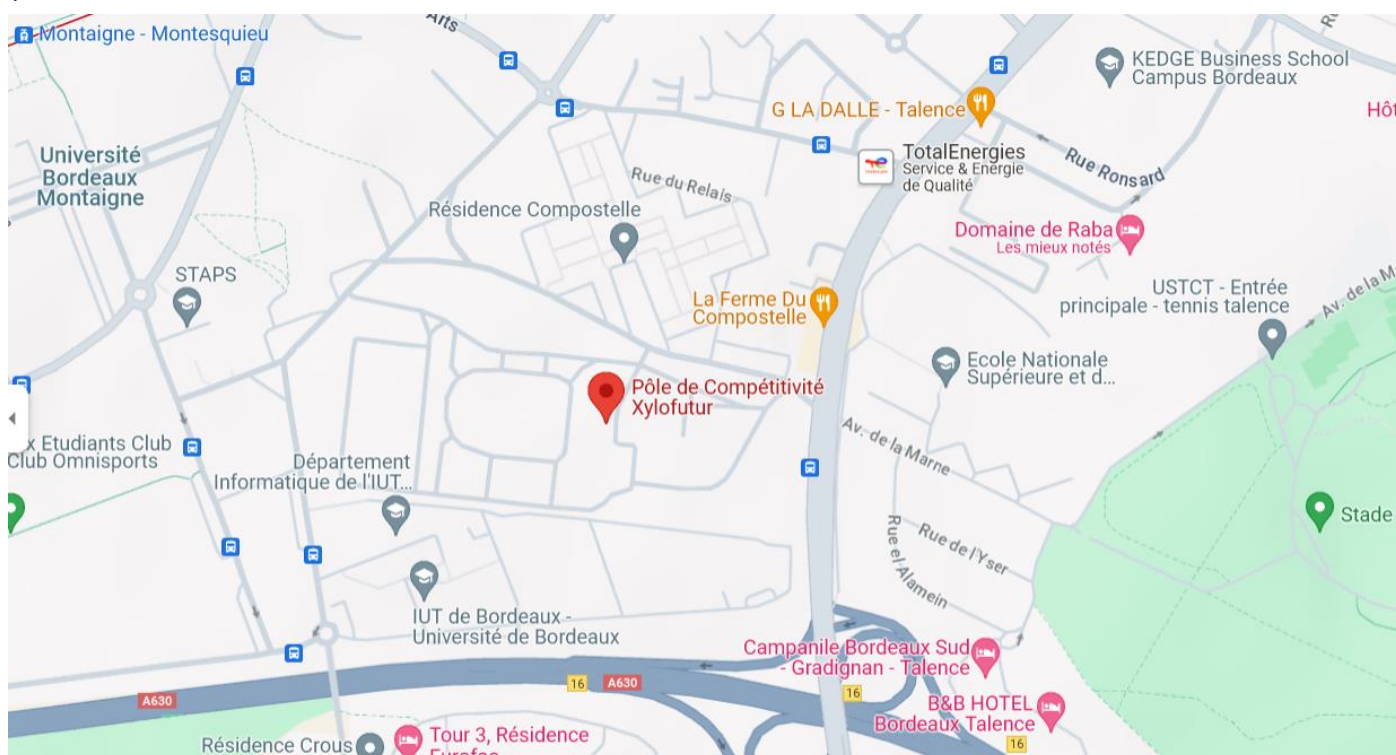 Montaigne - Montesquieu
Arts
KEDGE Business School
Campus Bordeaux
G LA DALLE - Talence
Hôt
Université
Bordeaux
Montaigne
TotalEnergies
Service & Énergie
de Qualité
Rue Ronsard
Rue du Relais
Résidence Compostelle
Domaine de Raba
Les mieux notés
STAPS
USTCT - Entrée
principale - tennis talence
Av. de la M
La Ferme Du
Compostelle
Ecole Nationale
Supérieure et d...
Pôle de Compétitivité
Xylofutur
Av. de la Marne
x Etudiants Club
Club Omnisports
Département
Informatique de l'IUT...
Stade
Rue de l'Yser
Rue el Alamein
IUT de Bordeaux -
Université de Bordeaux
Campanile Bordeaux Sud
- Gradignan - Talence
16
A630
16
A630
B&B HOTEL
Bordeaux Talence
Tour 3, Résidence
Résidence Crous
16